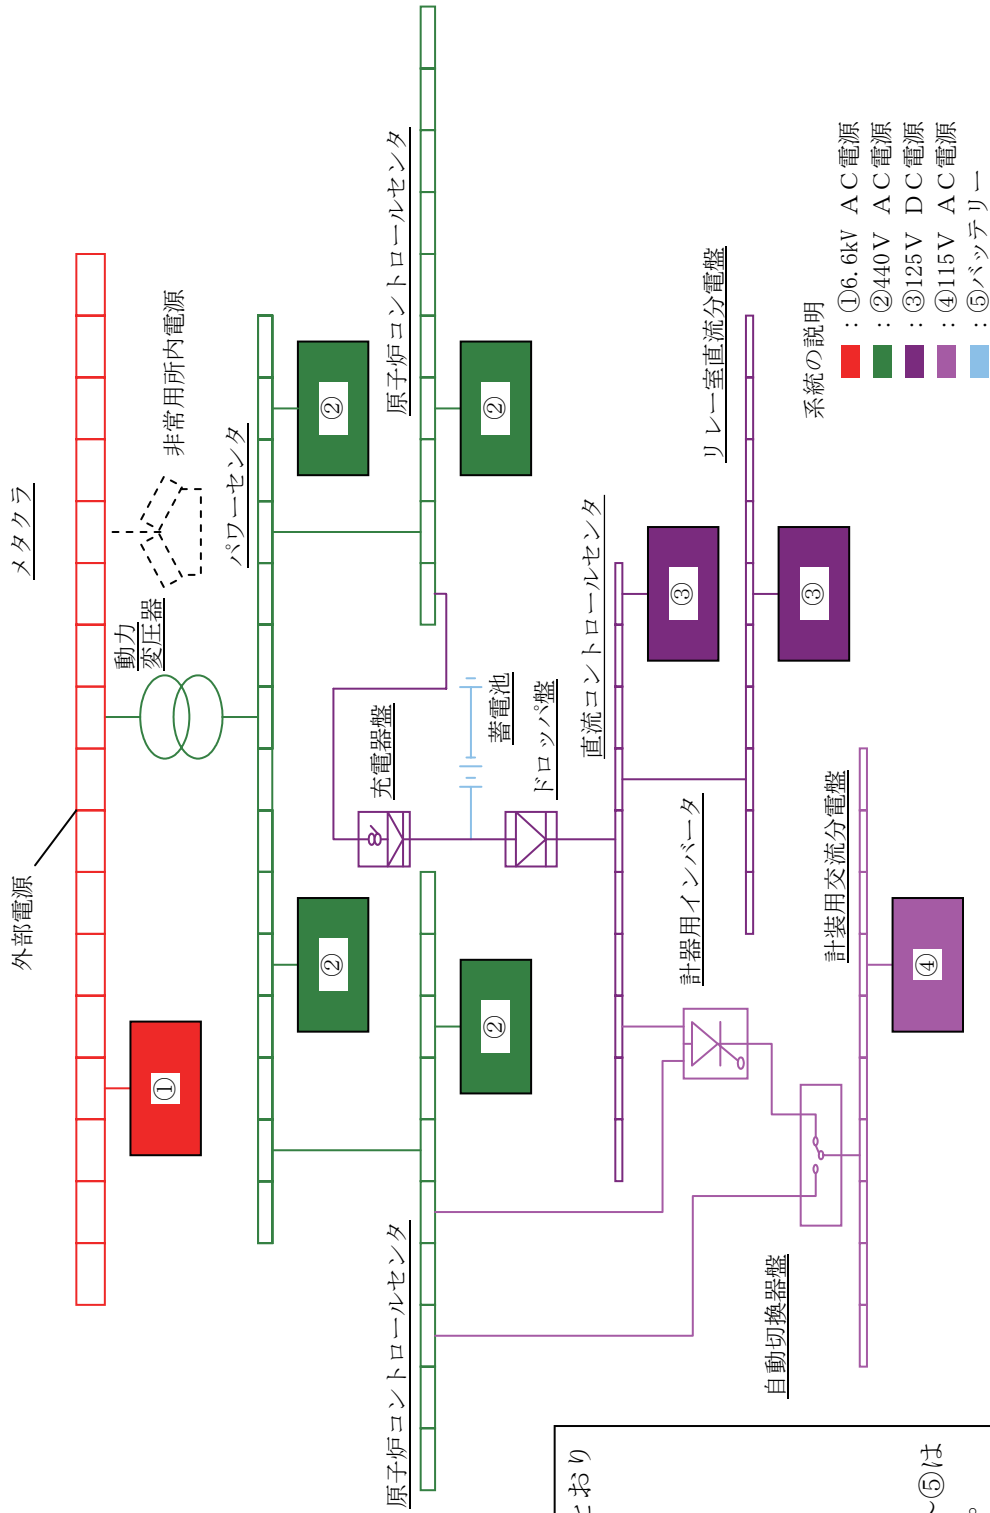 メタクラ
外部電源
動力
変圧器
非常用所内電源
パワーセンタ
①
②
②
原子炉コントロールセンタ
原子炉コントロールセンタ
②
②
充電器盤
蓄電池
ドロッパ盤
直流コントロールセンタ
③
リレー室直流分電盤
③
計器用インバータ
自動切換器盤
計装用交流分電盤
④
系統の説明
：①6.6kV AC電源
：②440V AC電源
：③125V DC電源
：④115V AC電源
：⑤バッテリー
とおり
～⑤は
。